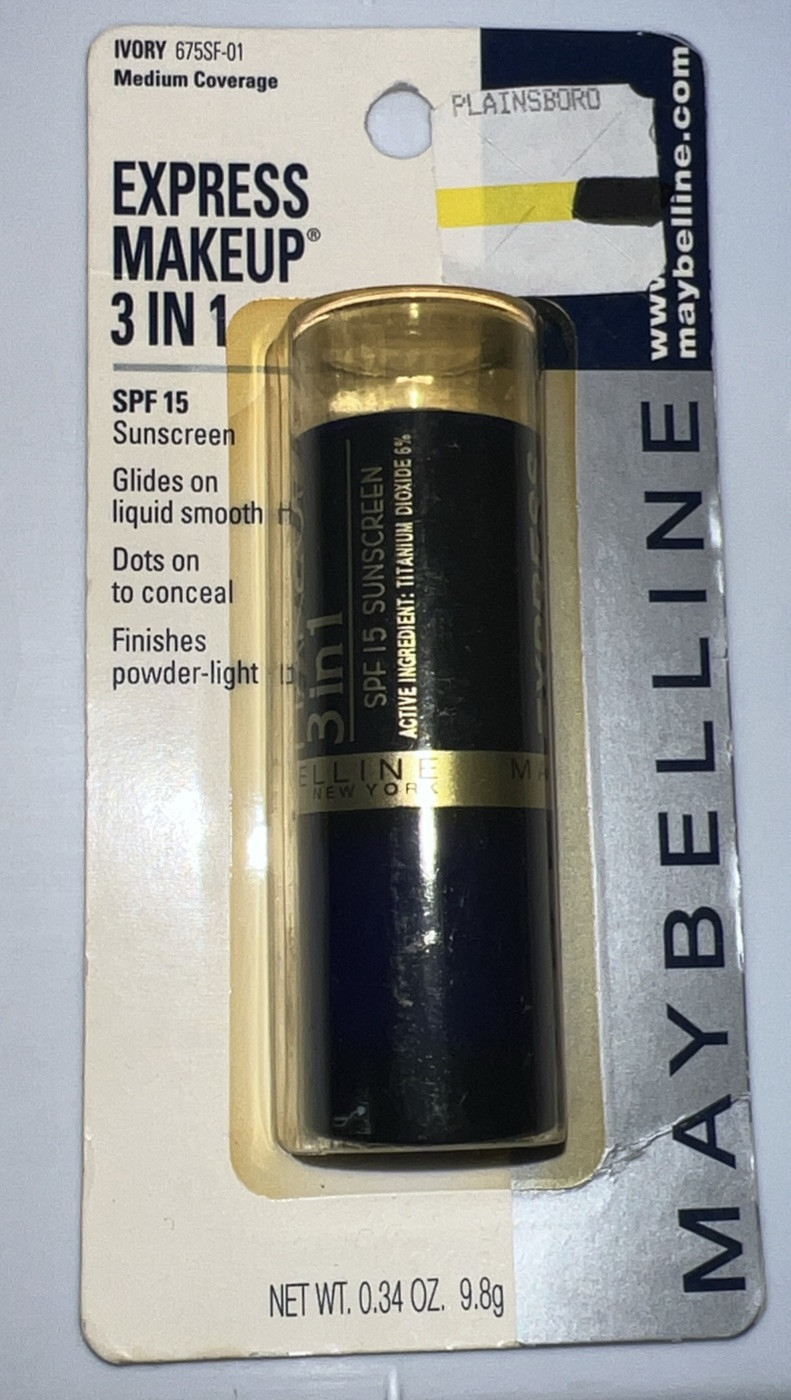 IVORY 675SF-01
Medium Coverage
PLAINSBORO
EXPRESS
MAKEUP®
3 IN 1
SPF 15
Sunscreen
Glides on
liquid smooth
Dots on
to conceal
Finishes
powder-light
www.
maybelline.com
MAYBELLINE
3in1
SPF 15 SUNSCREEN
ACTIVE INGREDIENT: TITANIUM DIOXIDE 6%
ELLINE MA
NEW YORK
NET WT. 0.34 OZ. 9.8g